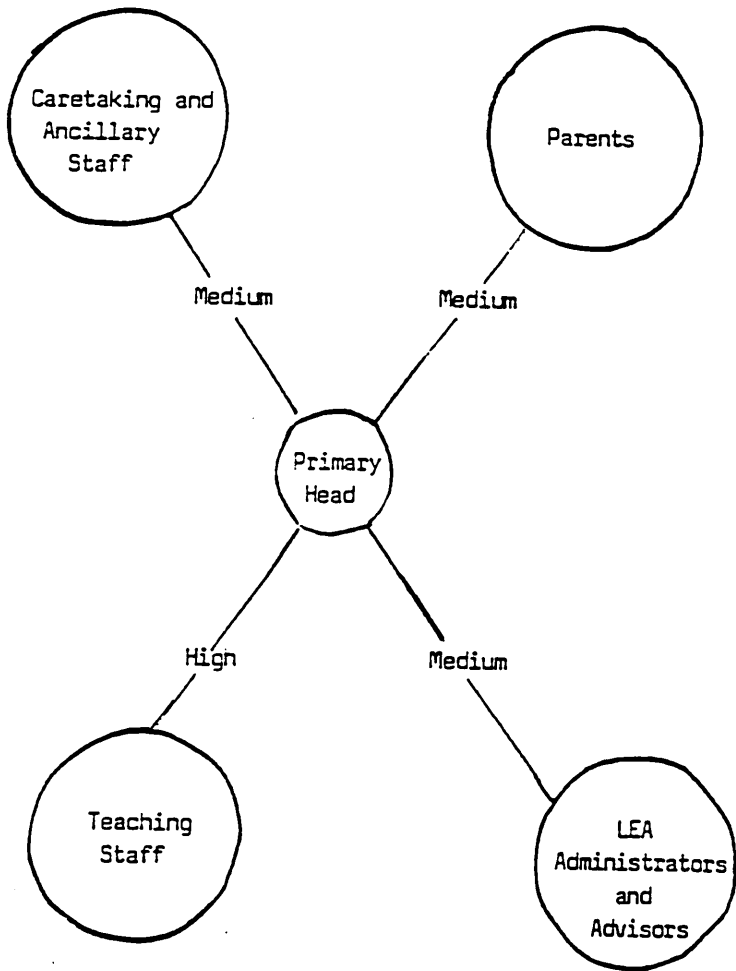 Caretaking and
Ancillary
Staff
Parents
Medium
Medium
Primary
Head
High
Medium
Teaching
Staff
LEA
Administrators
and
Advisors